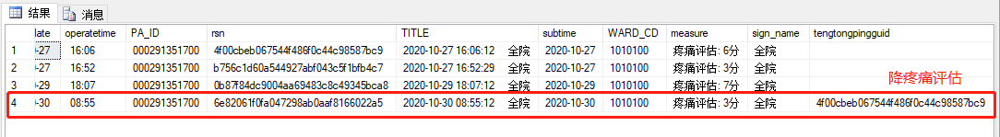 结果 消息
late operatetime PA_ID rsn TITLE subtime WARD_CD measure sign_name tengtongpingguid
1 -27 16:06 000291351700 4f00cbeb067544f486f0c44c98587bc9 2020-10-27 16:06:12 全院 2020-10-27 1010100 疼痛评估: 6分 全院
2 -27 16:52 000291351700 b756c1d60a544927abf043c5f1bfb4c7 2020-10-27 16:52:29 全院 2020-10-27 1010100 疼痛评估: 3分 全院
3 -29 18:07 000291351700 0b87f84dc9004aa69483c8c49345bca8 2020-10-29 18:07:12 全院 2020-10-29 1010100 疼痛评估: 7分 全院
降疼痛评估
4 -30 08:55 000291351700 6e82061f0fa047298ab0aaf8166022a5 2020-10-30 08:55:12 全院 2020-10-30 1010100 疼痛评估: 3分 全院 4f00cbeb067544f486f0c44c98587bc9